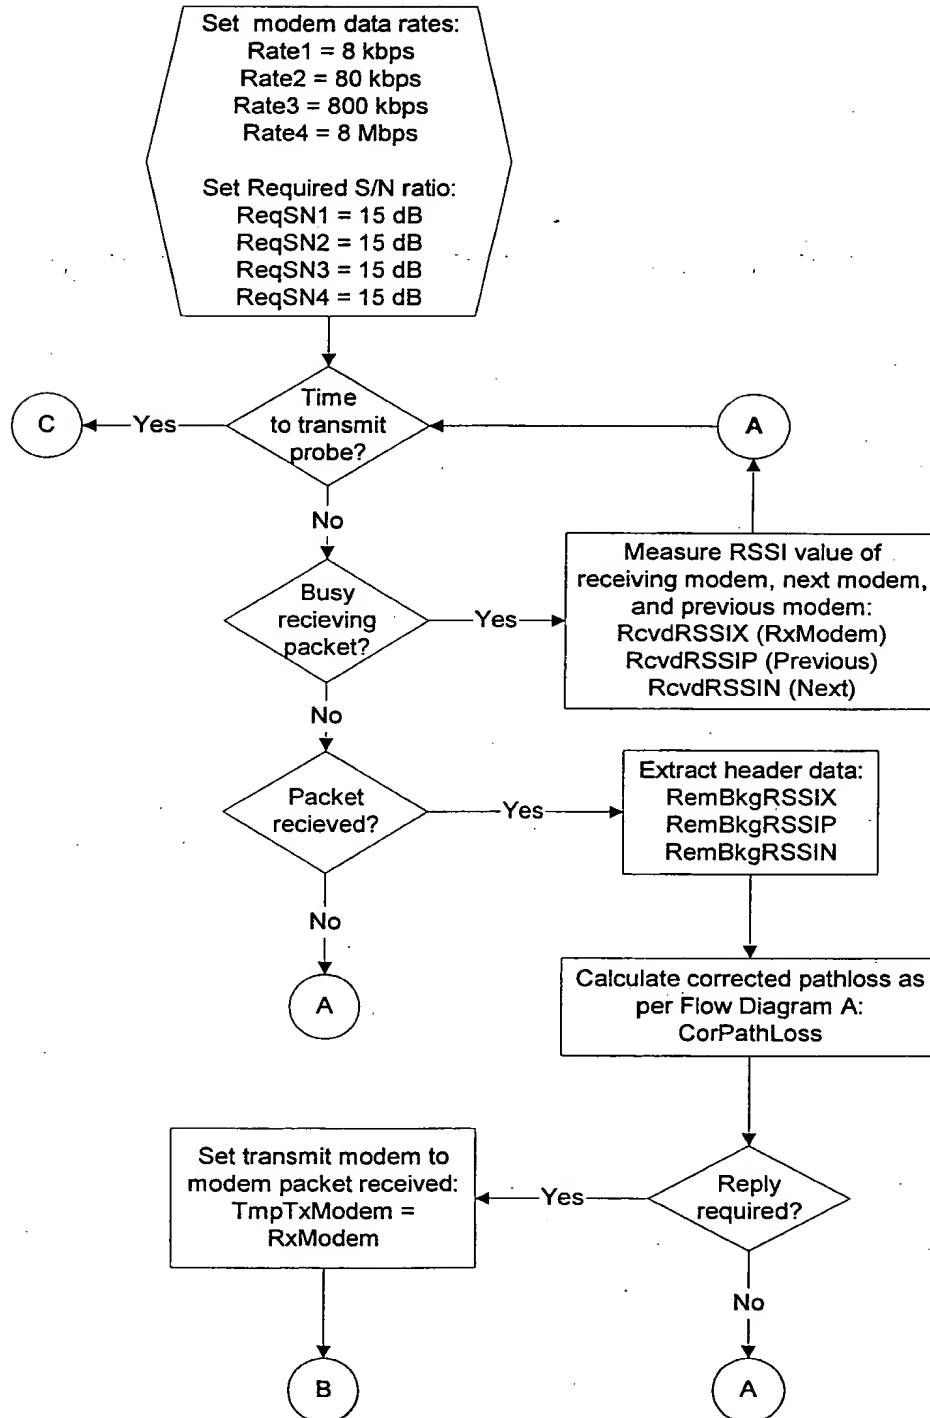 Set modem data rates:
Rate1 = 8 kbps
Rate2 = 80 kbps
Rate3 = 800 kbps
Rate4 = 8 Mbps
Set Required S/N ratio:
ReqSN1 = 15 dB
ReqSN2 = 15 dB
ReqSN3 = 15 dB
ReqSN4 = 15 dB
Time
to transmit
probe?
Yes
C
A
No
Busy
recieving
packet?
Yes
Measure RSSI value of
receiving modem, next modem,
and previous modem:
RcvdRSSIX (RxModem)
RcvdRSSIP (Previous)
RcvdRSSIN (Next)
No
Packet
recieved?
Yes
Extract header data:
RemBkgRSSIX
RemBkgRSSIP
RemBkgRSSIN
No
A
Calculate corrected pathloss as
per Flow Diagram A:
CorPathLoss
Reply
required?
Yes
Set transmit modem to
modem packet received:
TmpTxModem =
RxModem
No
B
A